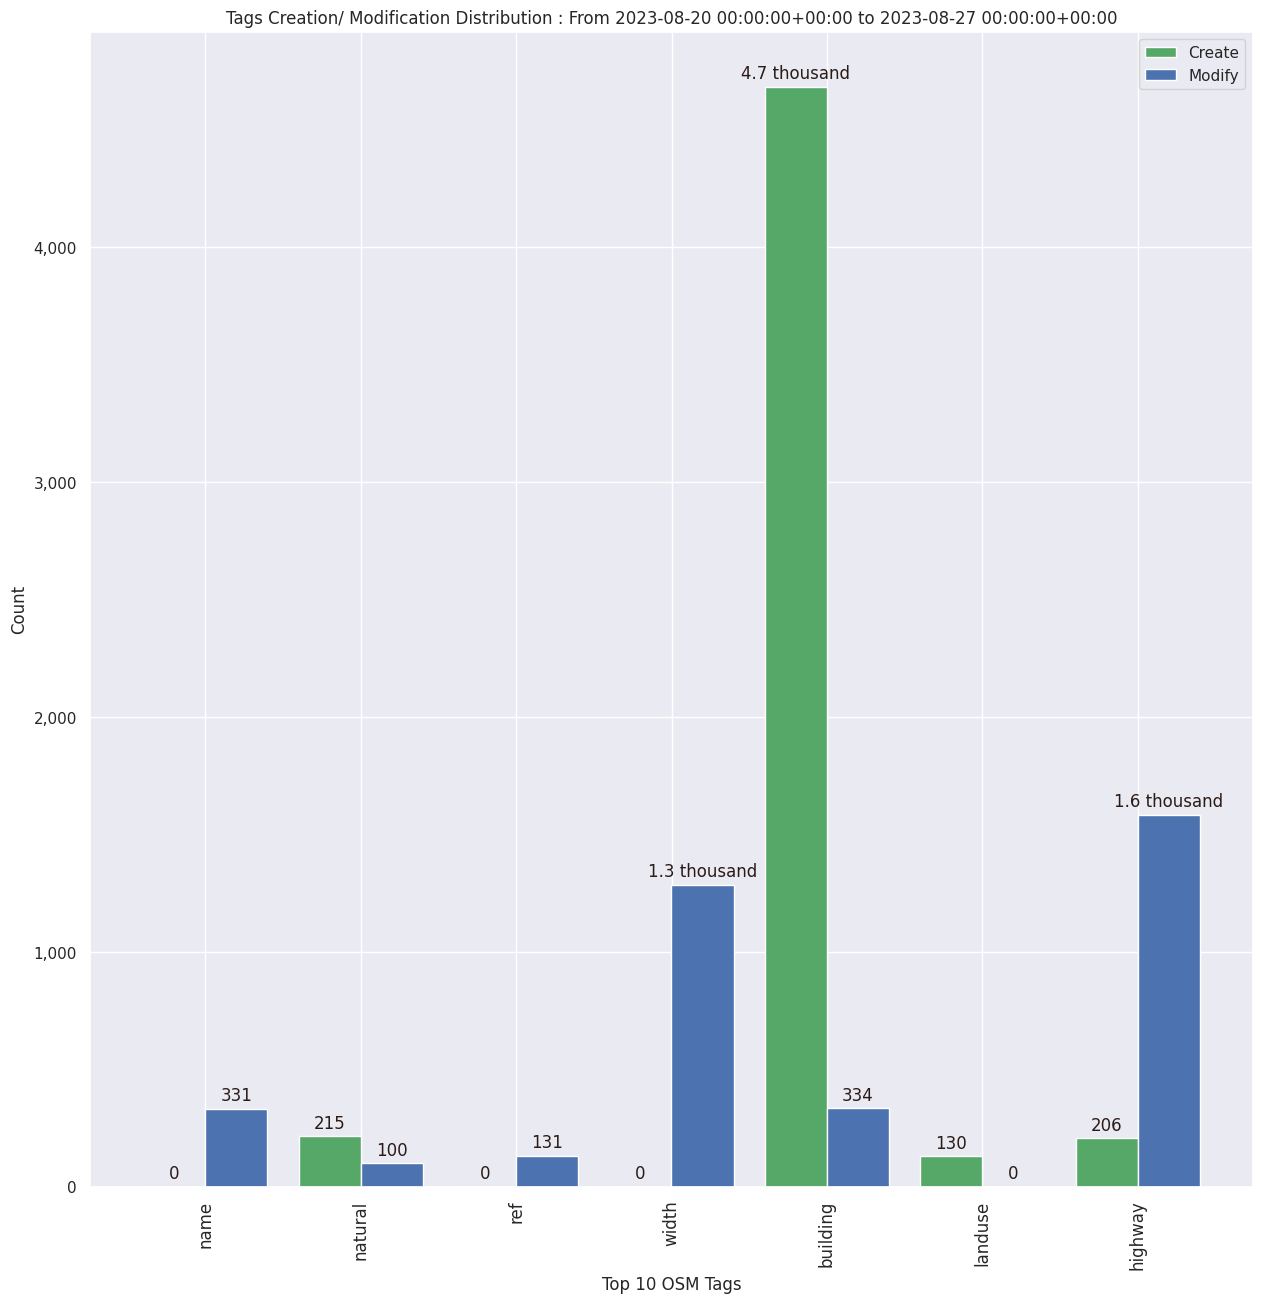 Tags Creation/ Modification Distribution : From 2023-08-20 00:00:00+00:00 to 2023-08-27 00:00:00+00:00
Create
Modify
4.7 thousand
4,000
3,000
2,000
1,000
0
Count
1.6 thousand
1.3 thousand
0
331
215
100
0
131
0
334
130
0
206
name
natural
ref
width
building
landuse
highway
Top 10 OSM Tags